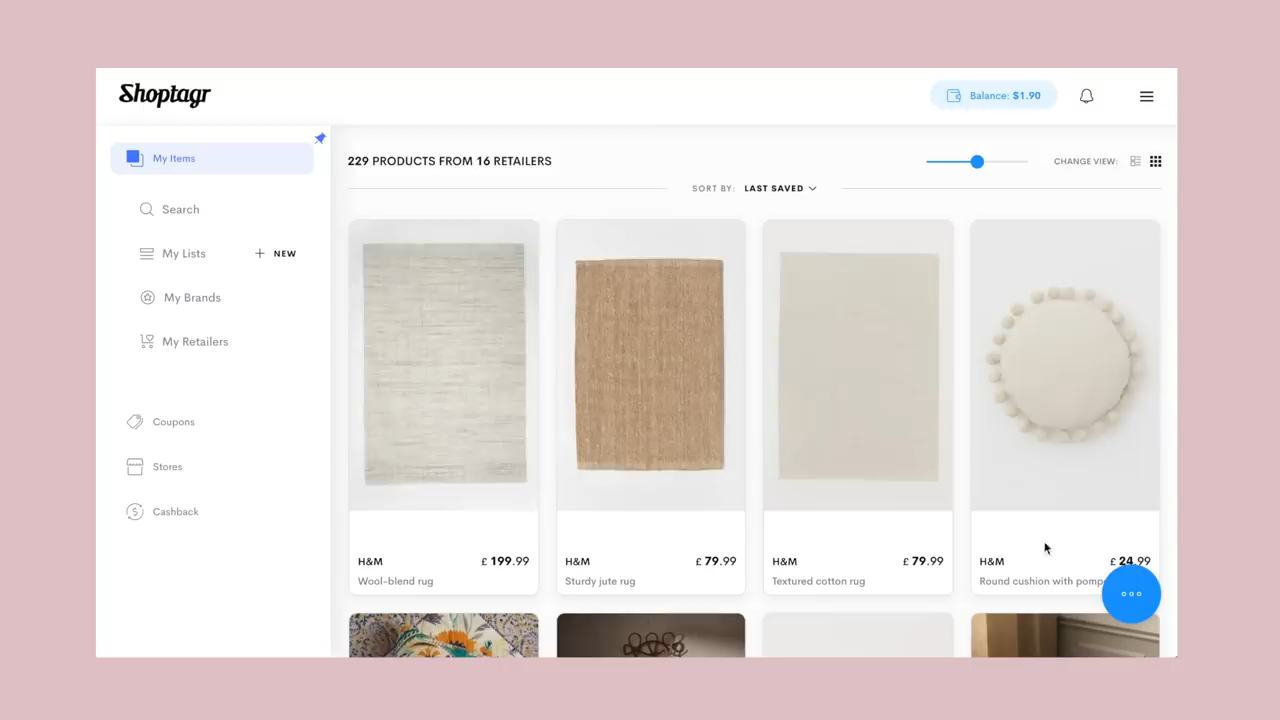 Shoptagr
Balance: $1.90
My Items
Search
My Lists
+ NEW
My Brands
My Retailers
Coupons
Stores
Cashback
229 PRODUCTS FROM 16 RETAILERS
CHANGE VIEW:
SORT BY: LAST SAVED
H&M £ 199.99
Wool-blend rug
H&M £ 79.99
Sturdy jute rug
H&M £ 79.99
Textured cotton rug
H&M £ 24.99
Round cushion with